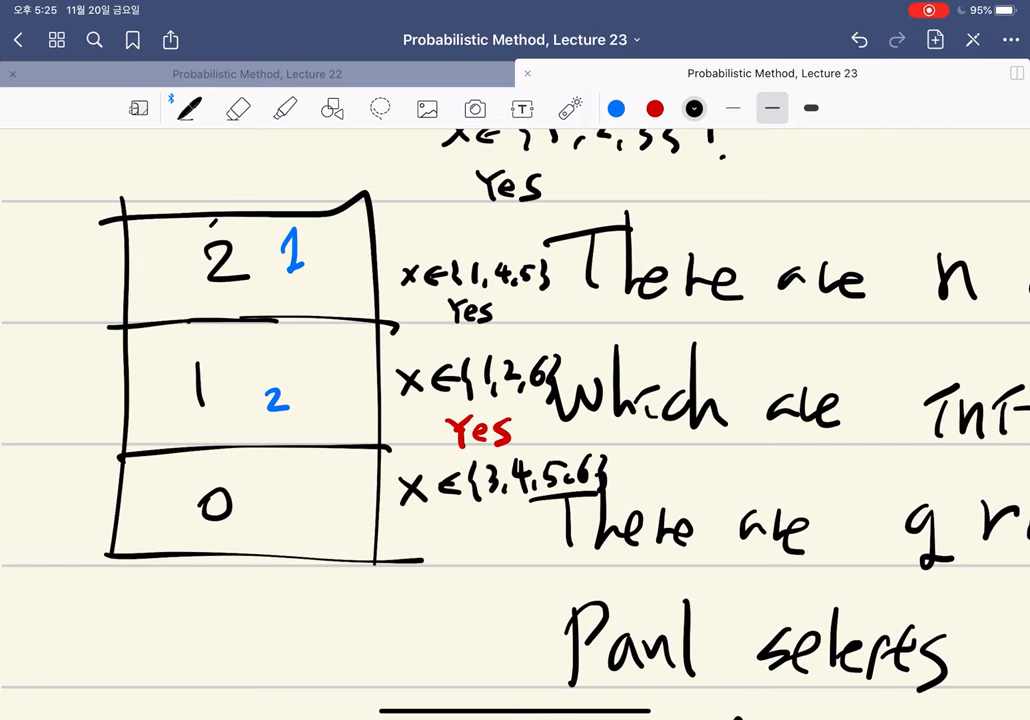 오후 5:25 11월 20일 금요일
95%
Probabilistic Method, Lecture 23
Probabilistic Method, Lecture 22
Probabilistic Method, Lecture 23
Yes
2 1
x ∈ {1,4,5}
Yes
There are n
1 2
x ∈ {1,2,6}
Yes
which are
0
x ∈ {3,4,5,6}
There are q
Paul selects